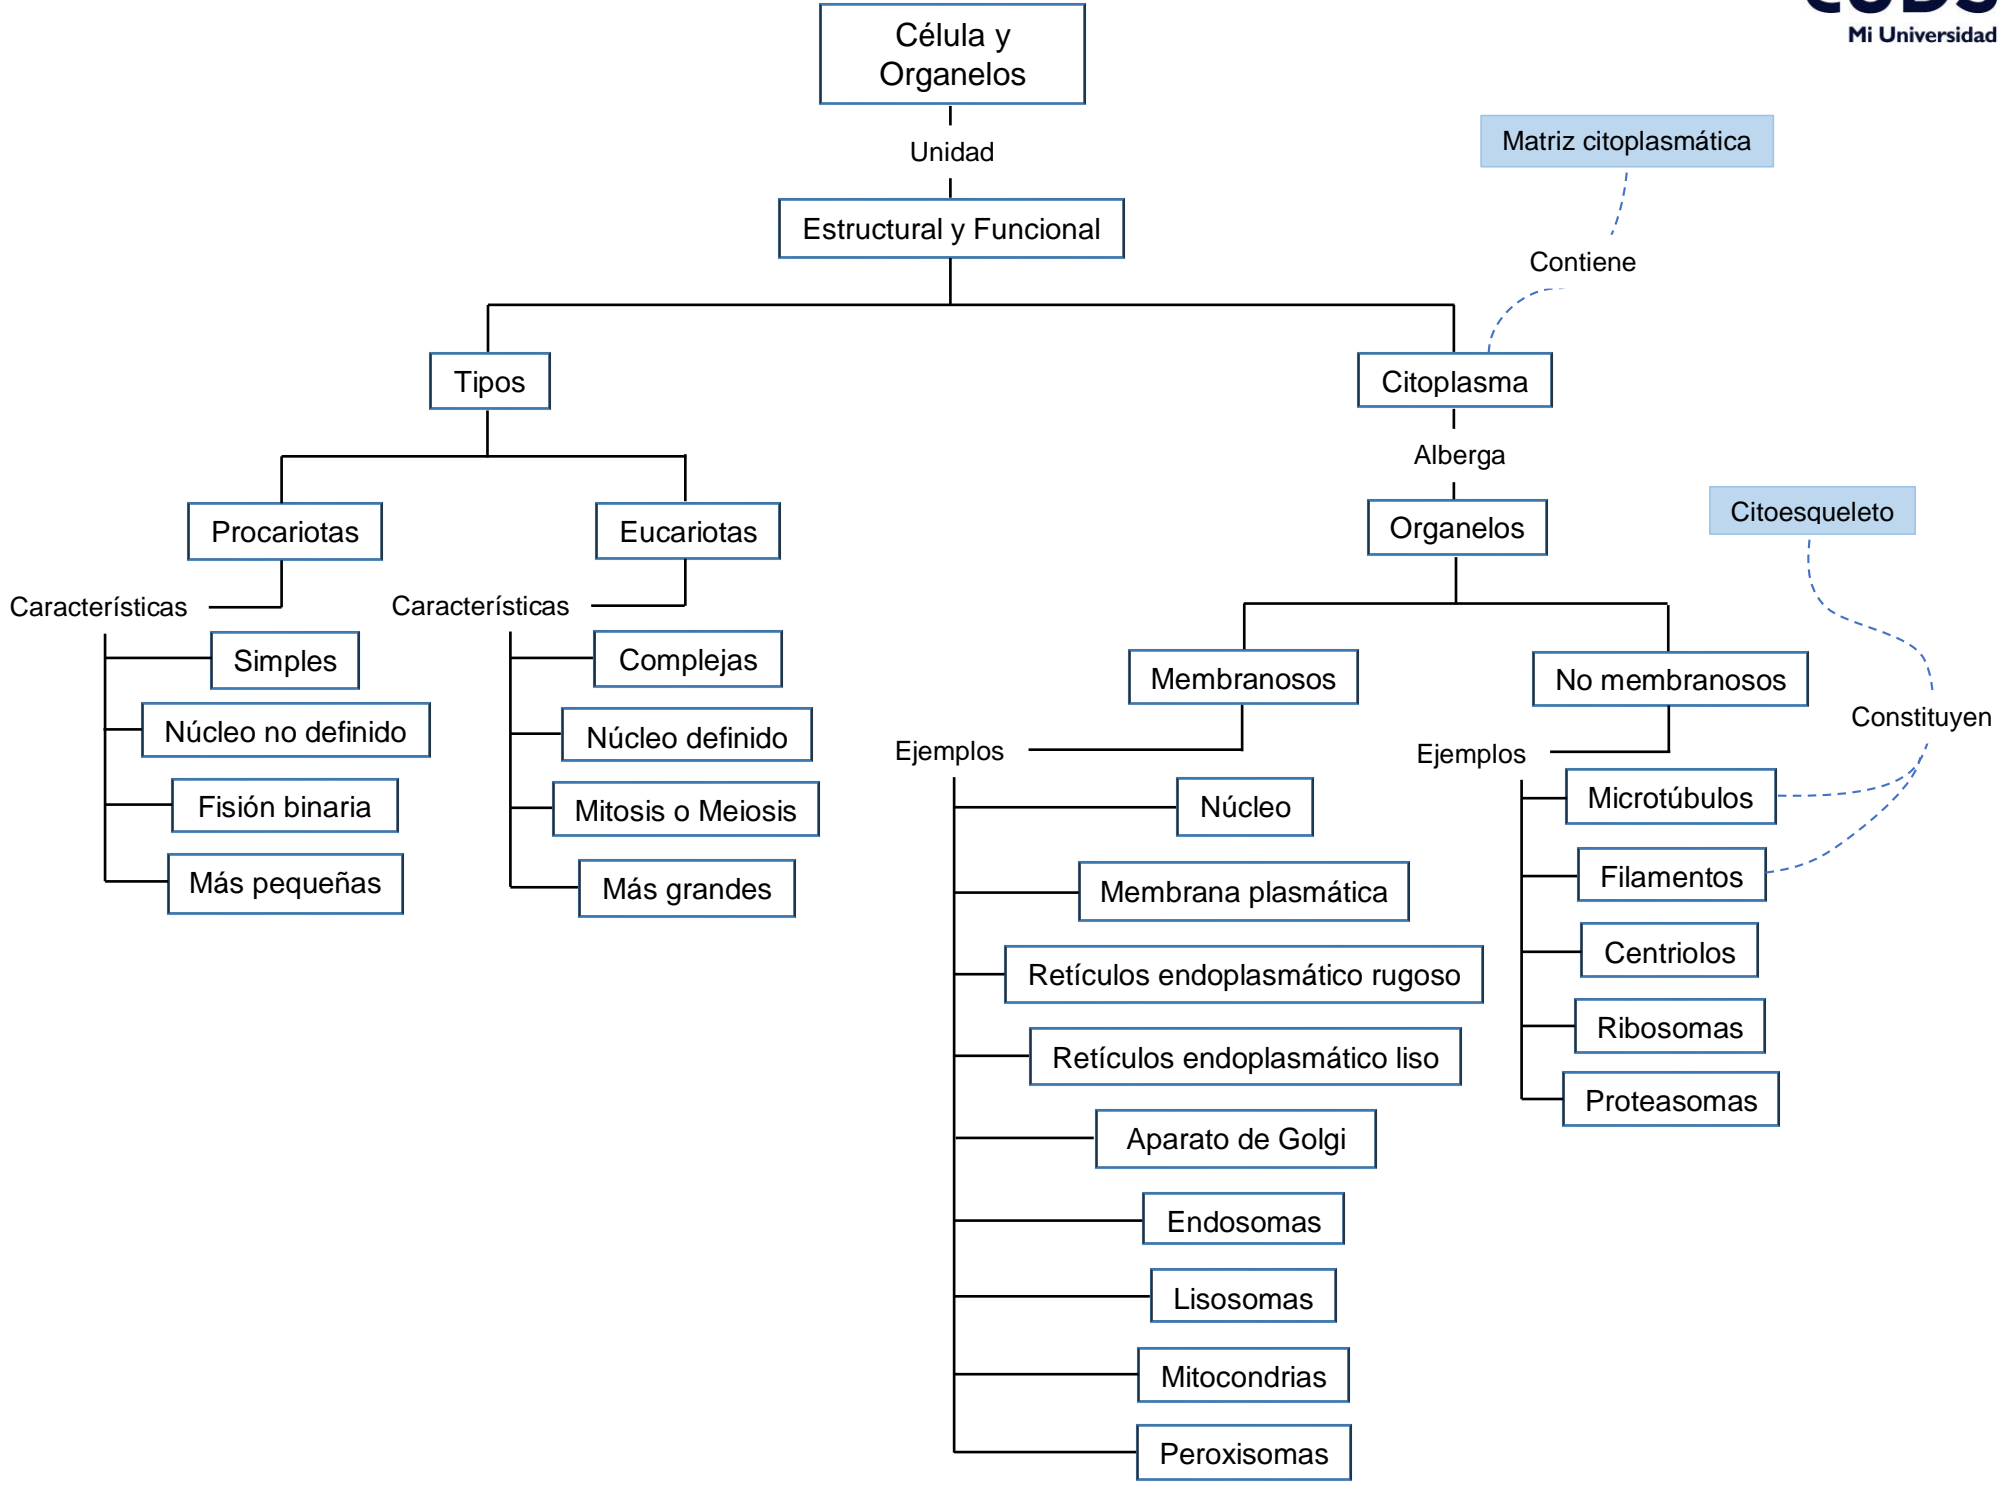 Célula y
Organelos
Mi Universidad
Unidad
Matriz citoplasmática
Estructural y Funcional
Contiene
Tipos
Citoplasma
Alberga
Procariotas
Eucariotas
Organelos
Citoesqueleto
Características
Características
Simples
Complejas
Membranosos
No membranosos
Núcleo no definido
Núcleo definido
Constituyen
Ejemplos
Ejemplos
Fisión binaria
Mitosis o Meiosis
Núcleo
Microtúbulos
Más pequeñas
Más grandes
Membrana plasmática
Filamentos
Retículos endoplasmático rugoso
Centriolos
Retículos endoplasmático liso
Ribosomas
Aparato de Golgi
Proteasomas
Endosomas
Lisosomas
Mitocondrias
Peroxisomas